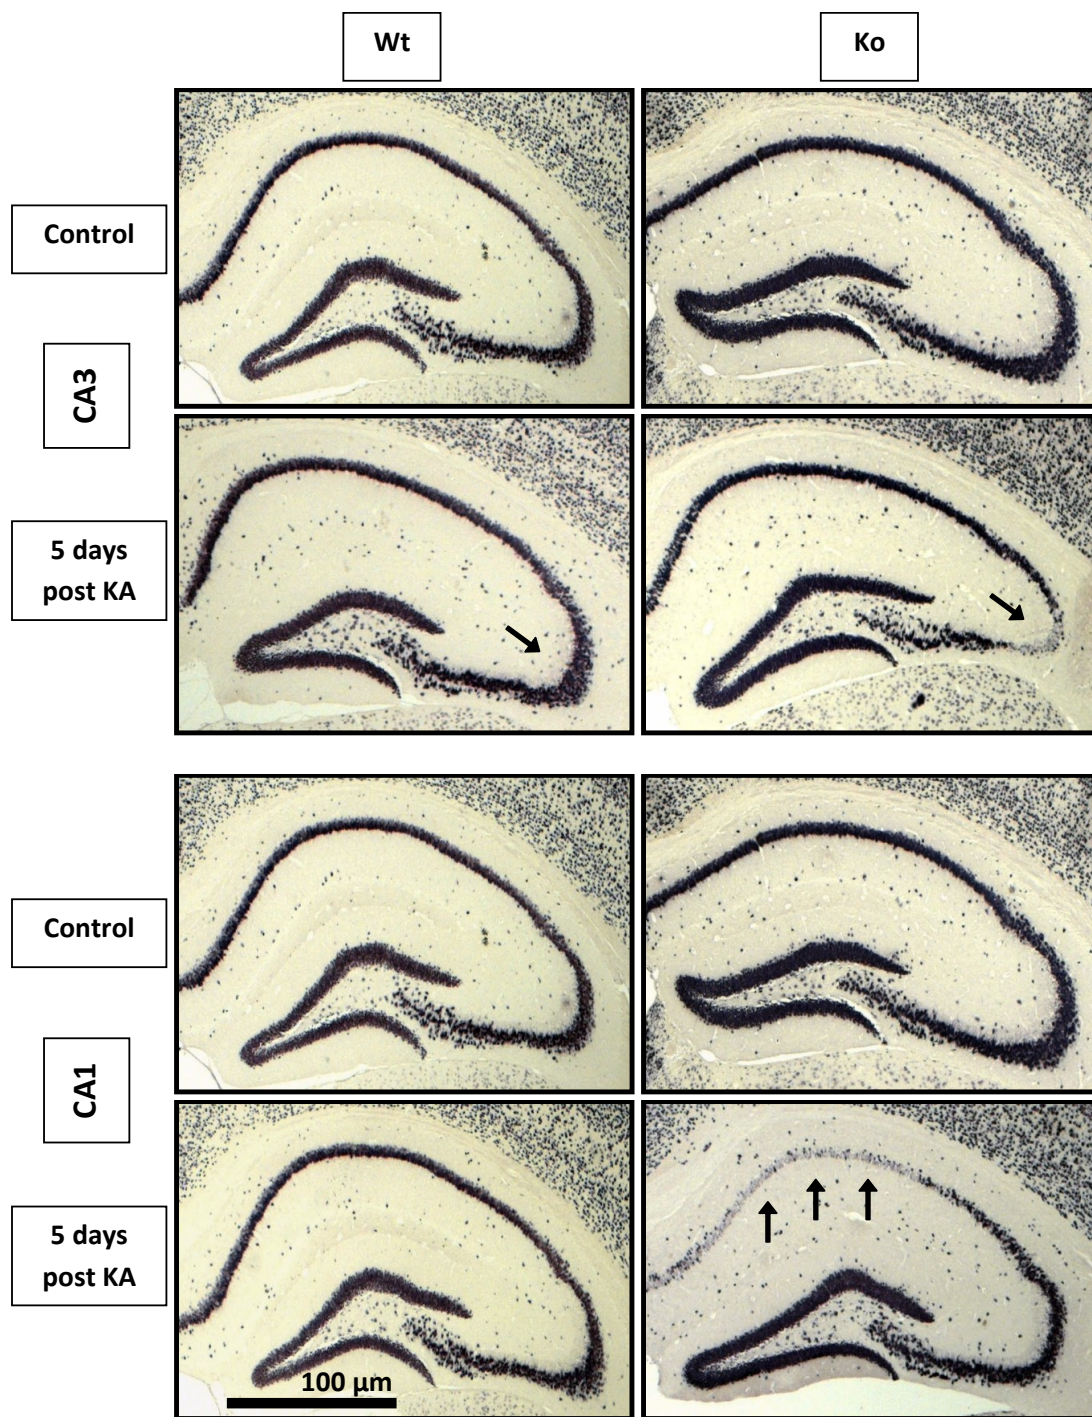 Wt
Ko
Control
CA3
5 days
post KA
Control
CA1
5 days
post KA
100 µm